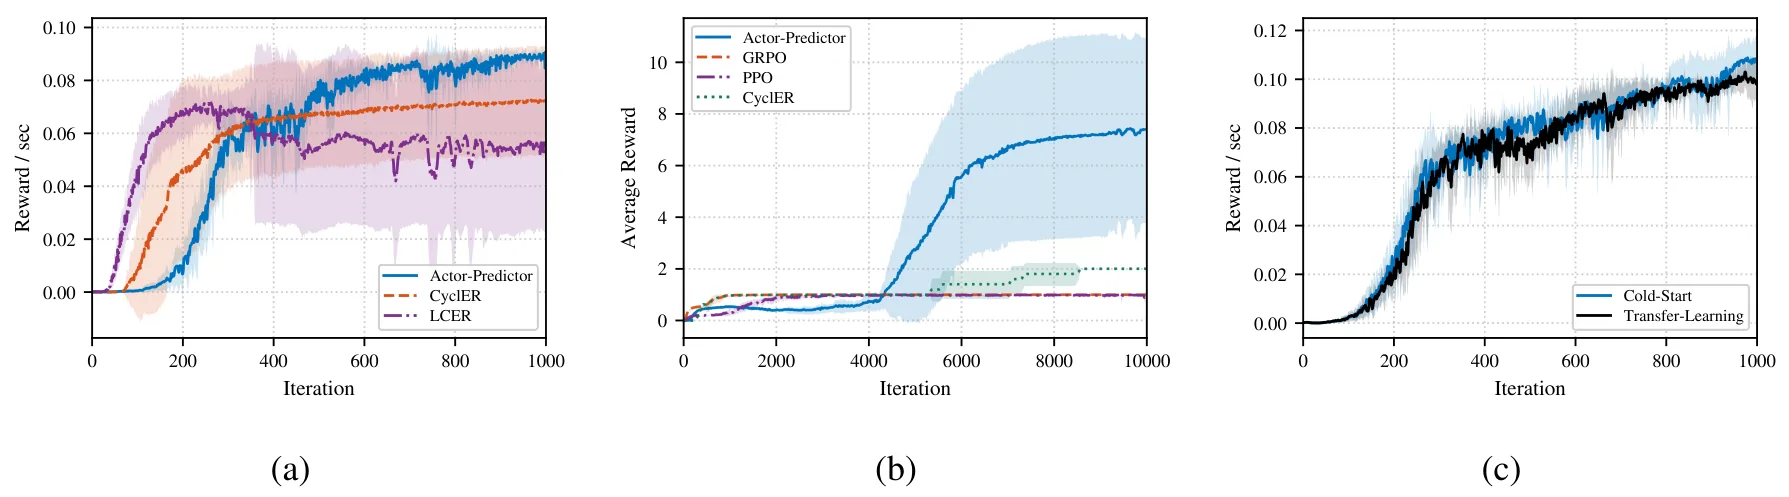 0.10
0.08
0.06
0.04
0.02
0.00
Reward / sec
Actor-Predictor
CyclER
LCER
0 200 400 600 800 1000
Iteration
(a)
10
8
6
4
2
0
Average Reward
Actor-Predictor
GRPO
PPO
CyclER
0 2000 4000 6000 8000 10000
Iteration
(b)
0.12
0.10
0.08
0.06
0.04
0.02
0.00
Reward / sec
Cold-Start
Transfer-Learning
0 200 400 600 800 1000
Iteration
(c)